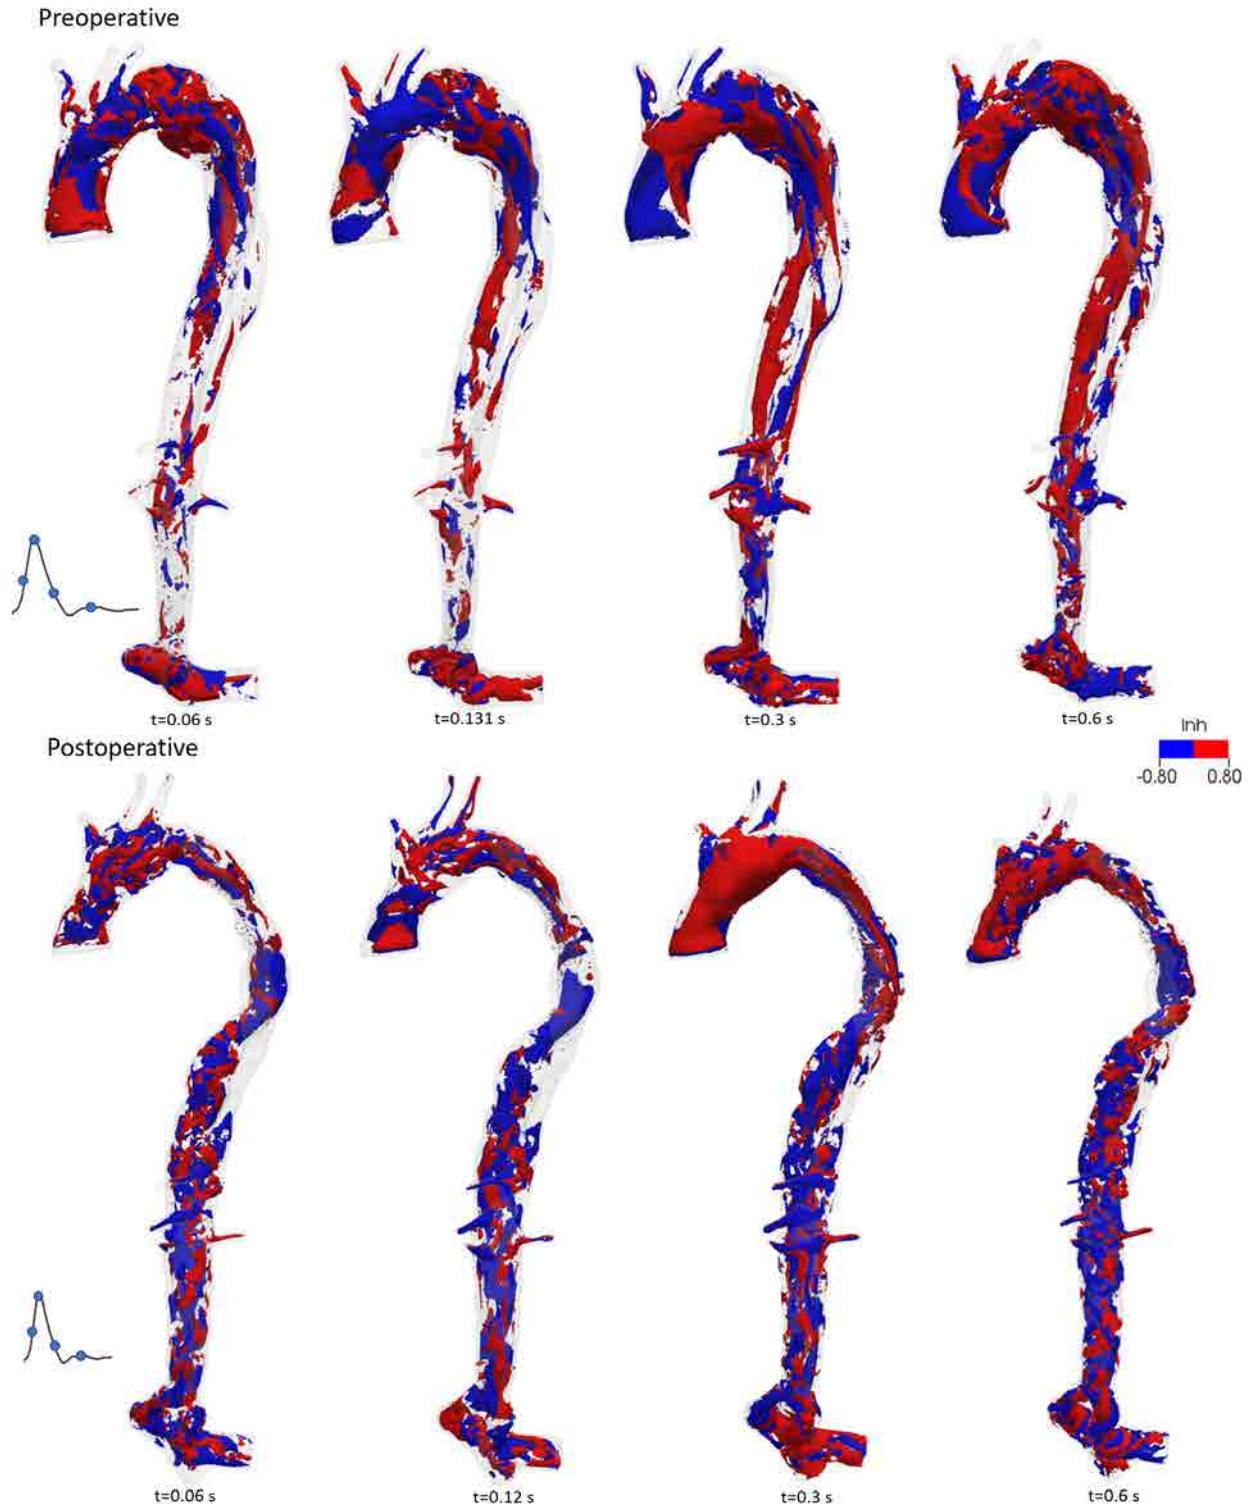 Preoperative
t=0.06 s
t=0.131 s
t=0.3 s
t=0.6 s
Postoperative
lnh
-0.80 0.80
t=0.06 s
t=0.12 s
t=0.3 s
t=0.6 s